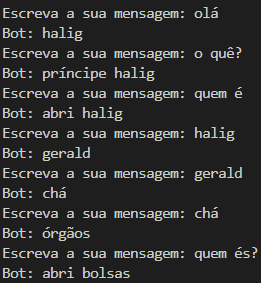 Escreva a sua mensagem: olá
Bot: halig
Escreva a sua mensagem: o quê?
Bot: príncipe halig
Escreva a sua mensagem: quem é
Bot: abri halig
Escreva a sua mensagem: halig
Bot: gerald
Escreva a sua mensagem: gerald
Bot: chá
Escreva a sua mensagem: chá
Bot: órgãos
Escreva a sua mensagem: quem és?
Bot: abri bolsas